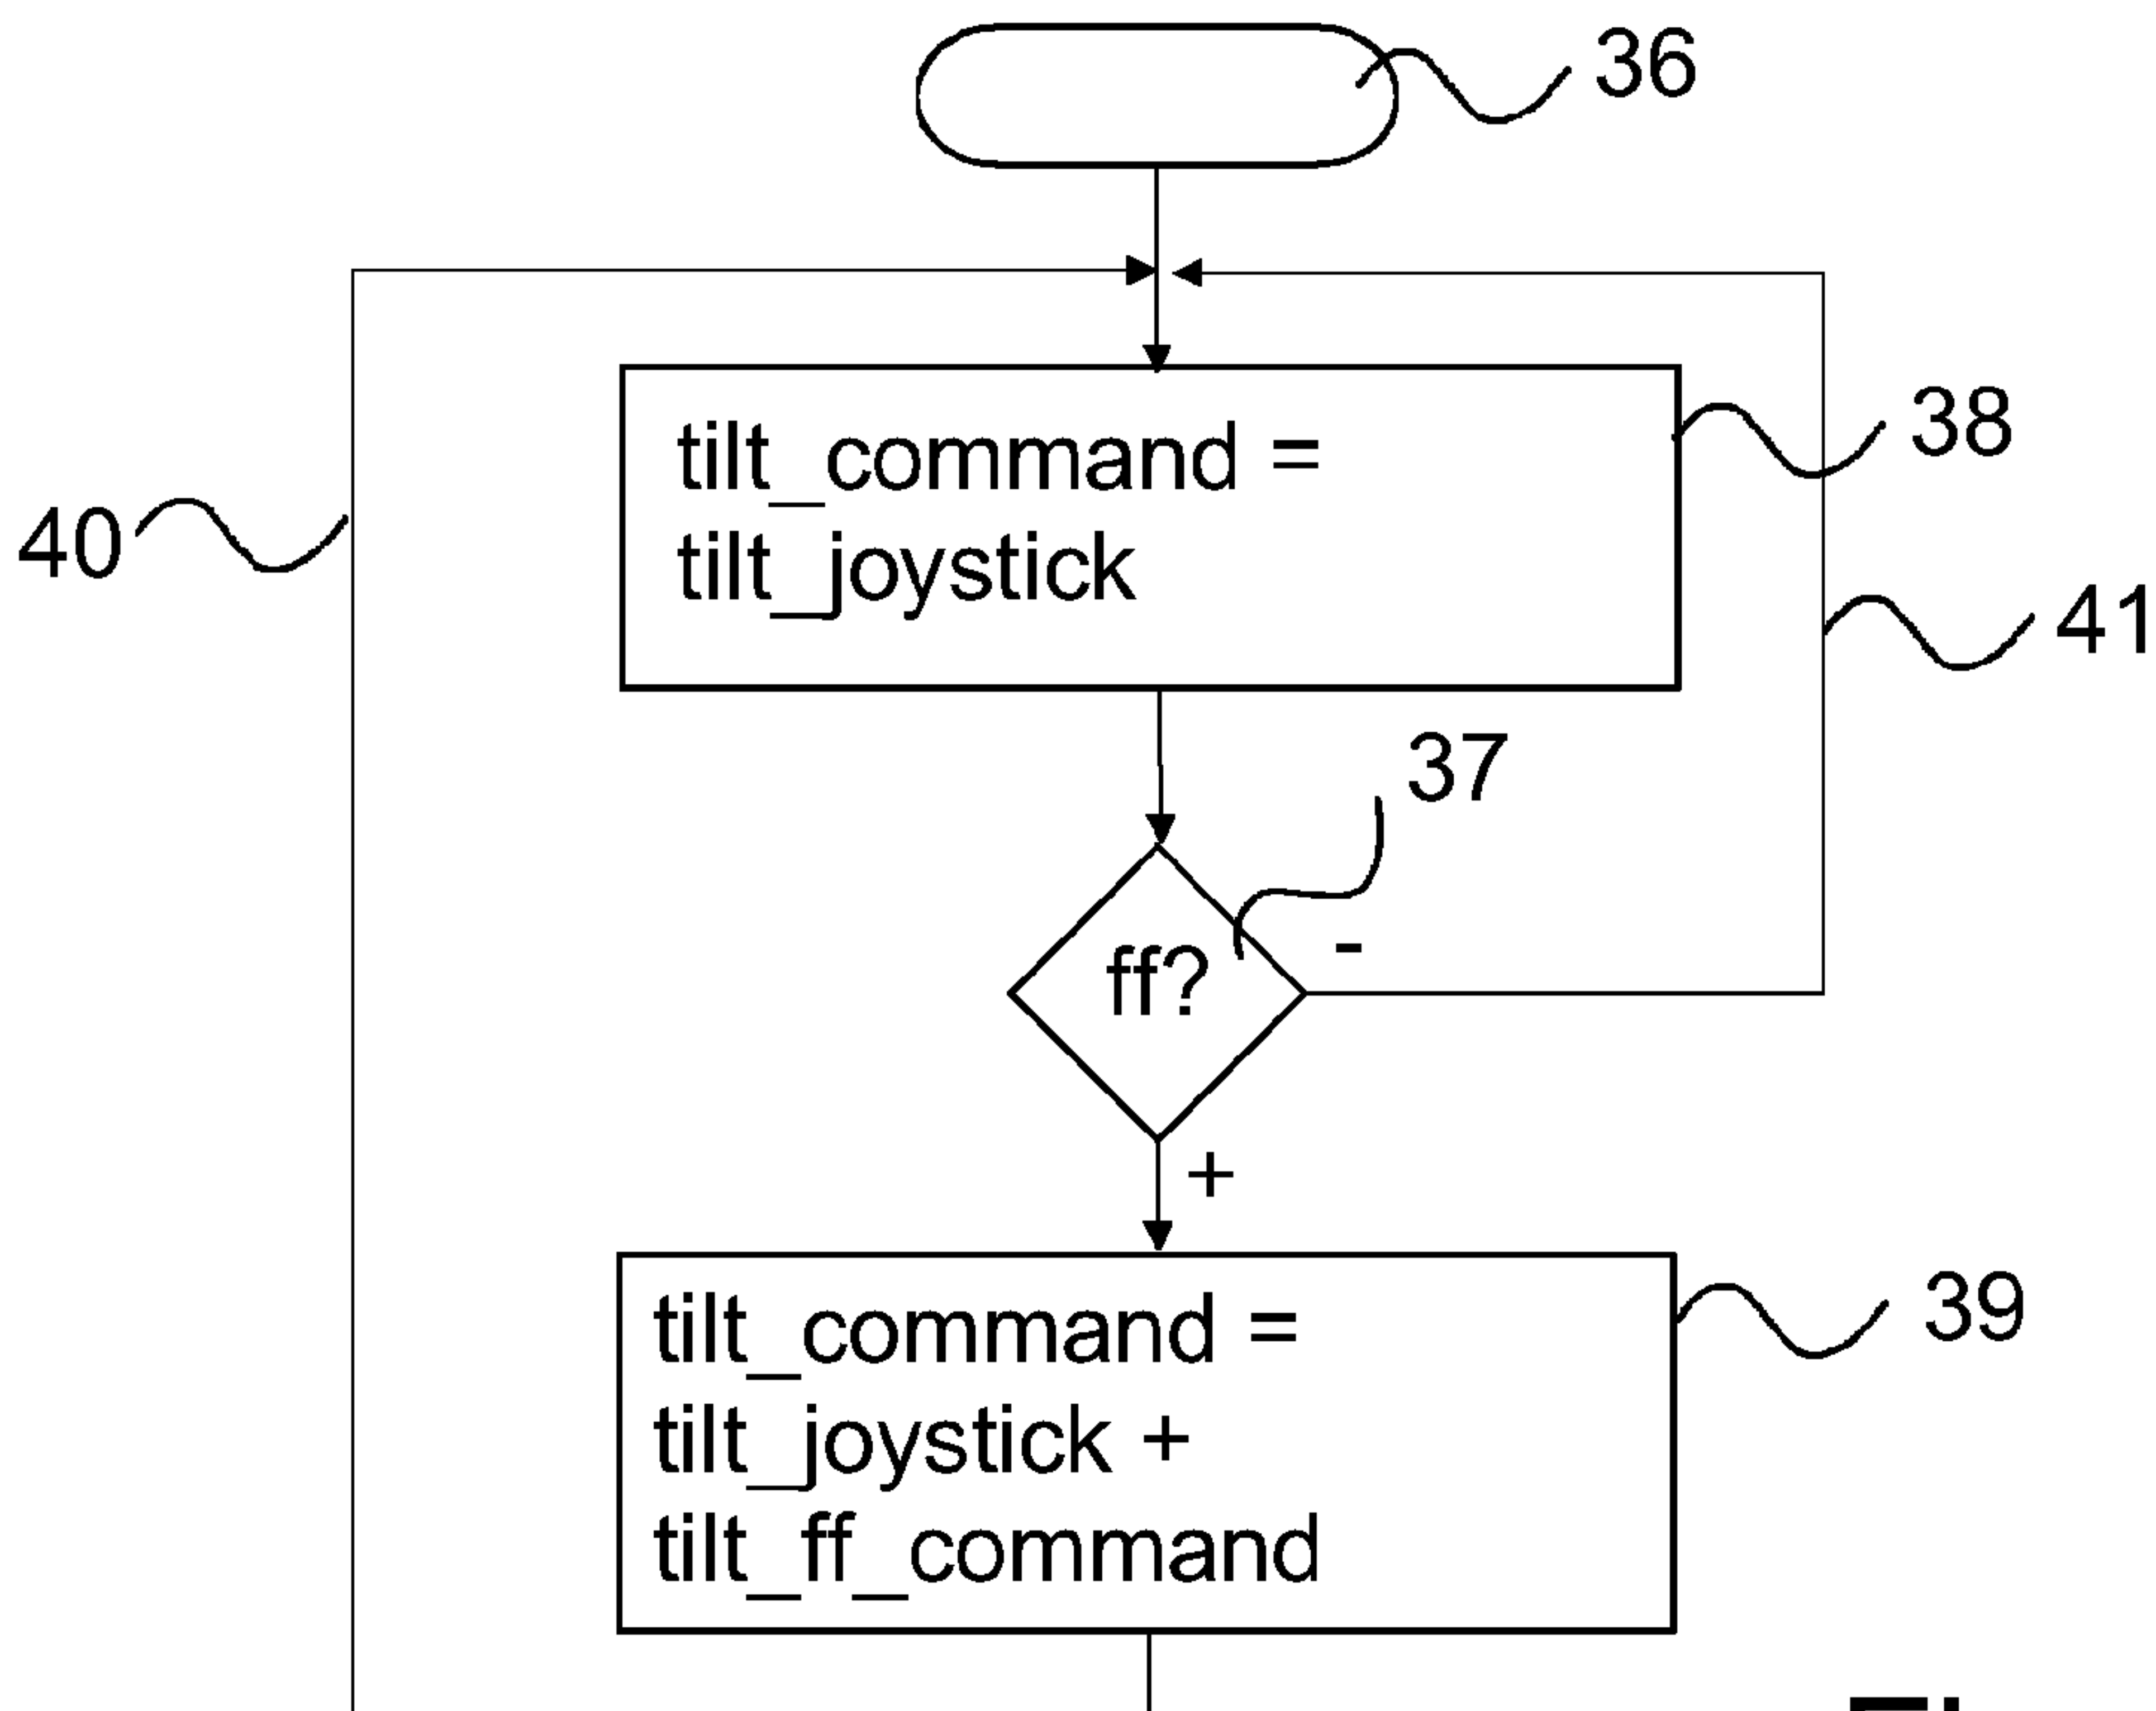 36
tilt_command =
tilt_joystick
38
40
41
37
ff?
-
+
tilt_command =
tilt_joystick +
tilt_ff_command
39